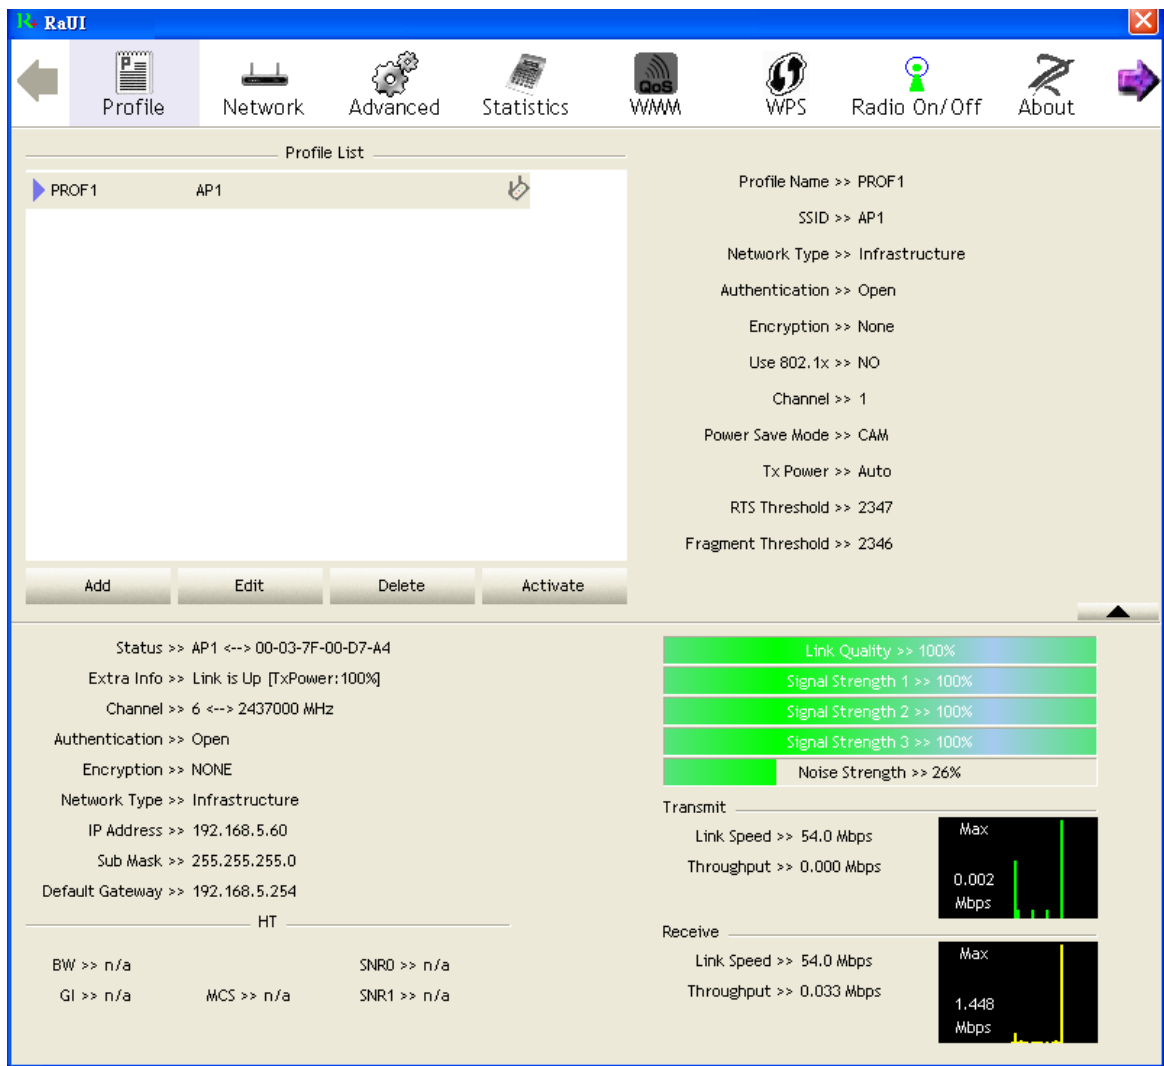 RaUI
Profile Network Advanced Statistics QoS WMM WPS Radio On/Off About
Profile List
PROF1 AP1
Profile Name >> PROF1
SSID >> AP1
Network Type >> Infrastructure
Authentication >> Open
Encryption >> None
Use 802.1x >> NO
Channel >> 1
Power Save Mode >> CAM
Tx Power >> Auto
RTS Threshold >> 2347
Fragment Threshold >> 2346
Add Edit Delete Activate
Status >> AP1 <--> 00-03-7F-00-D7-A4
Extra Info >> Link is Up [TxPower:100%]
Channel >> 6 <--> 2437000 MHz
Authentication >> Open
Encryption >> NONE
Network Type >> Infrastructure
IP Address >> 192.168.5.60
Sub Mask >> 255.255.255.0
Default Gateway >> 192.168.5.254
HT
BW >> n/a SNR0 >> n/a
GI >> n/a MCS >> n/a SNR1 >> n/a
Link Quality >> 100%
Signal Strength 1 >> 100%
Signal Strength 2 >> 100%
Signal Strength 3 >> 100%
Noise Strength >> 26%
Transmit
Link Speed >> 54.0 Mbps
Throughput >> 0.000 Mbps
Max
0.002
Mbps
Receive
Link Speed >> 54.0 Mbps
Throughput >> 0.033 Mbps
Max
1.448
Mbps